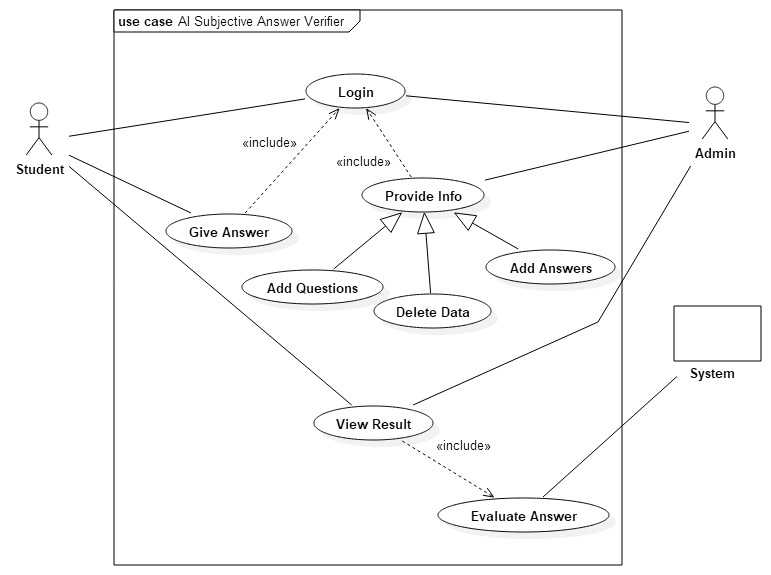 use case AI Subjective Answer Verifier
Login
«include»
«include»
Student
Admin
Provide Info
Give Answer
Add Questions
Add Answers
Delete Data
System
View Result
«include»
Evaluate Answer